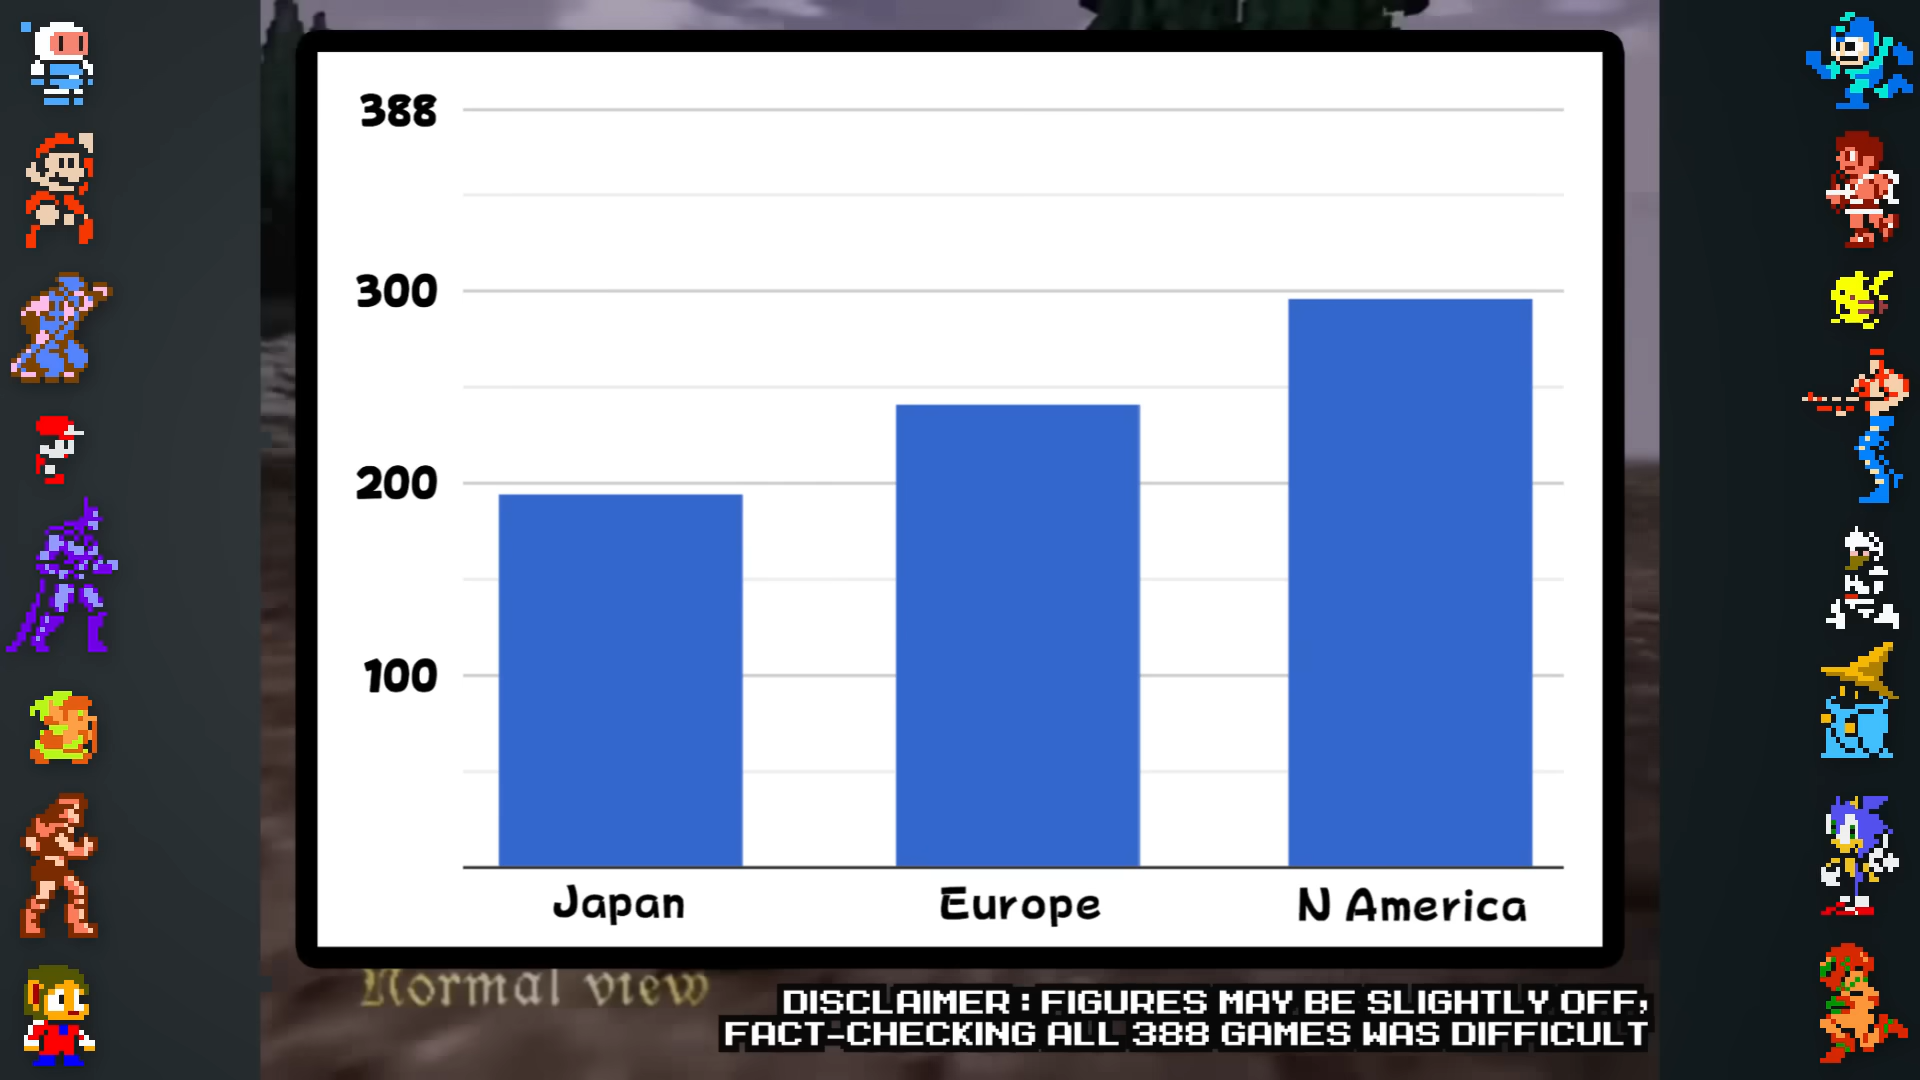 388
300
200
100
Japan Europe N America
Normal view
DISCLAIMER : FIGURES MAY BE SLIGHTLY OFF,
FACT-CHECKING ALL 388 GAMES WAS DIFFICULT